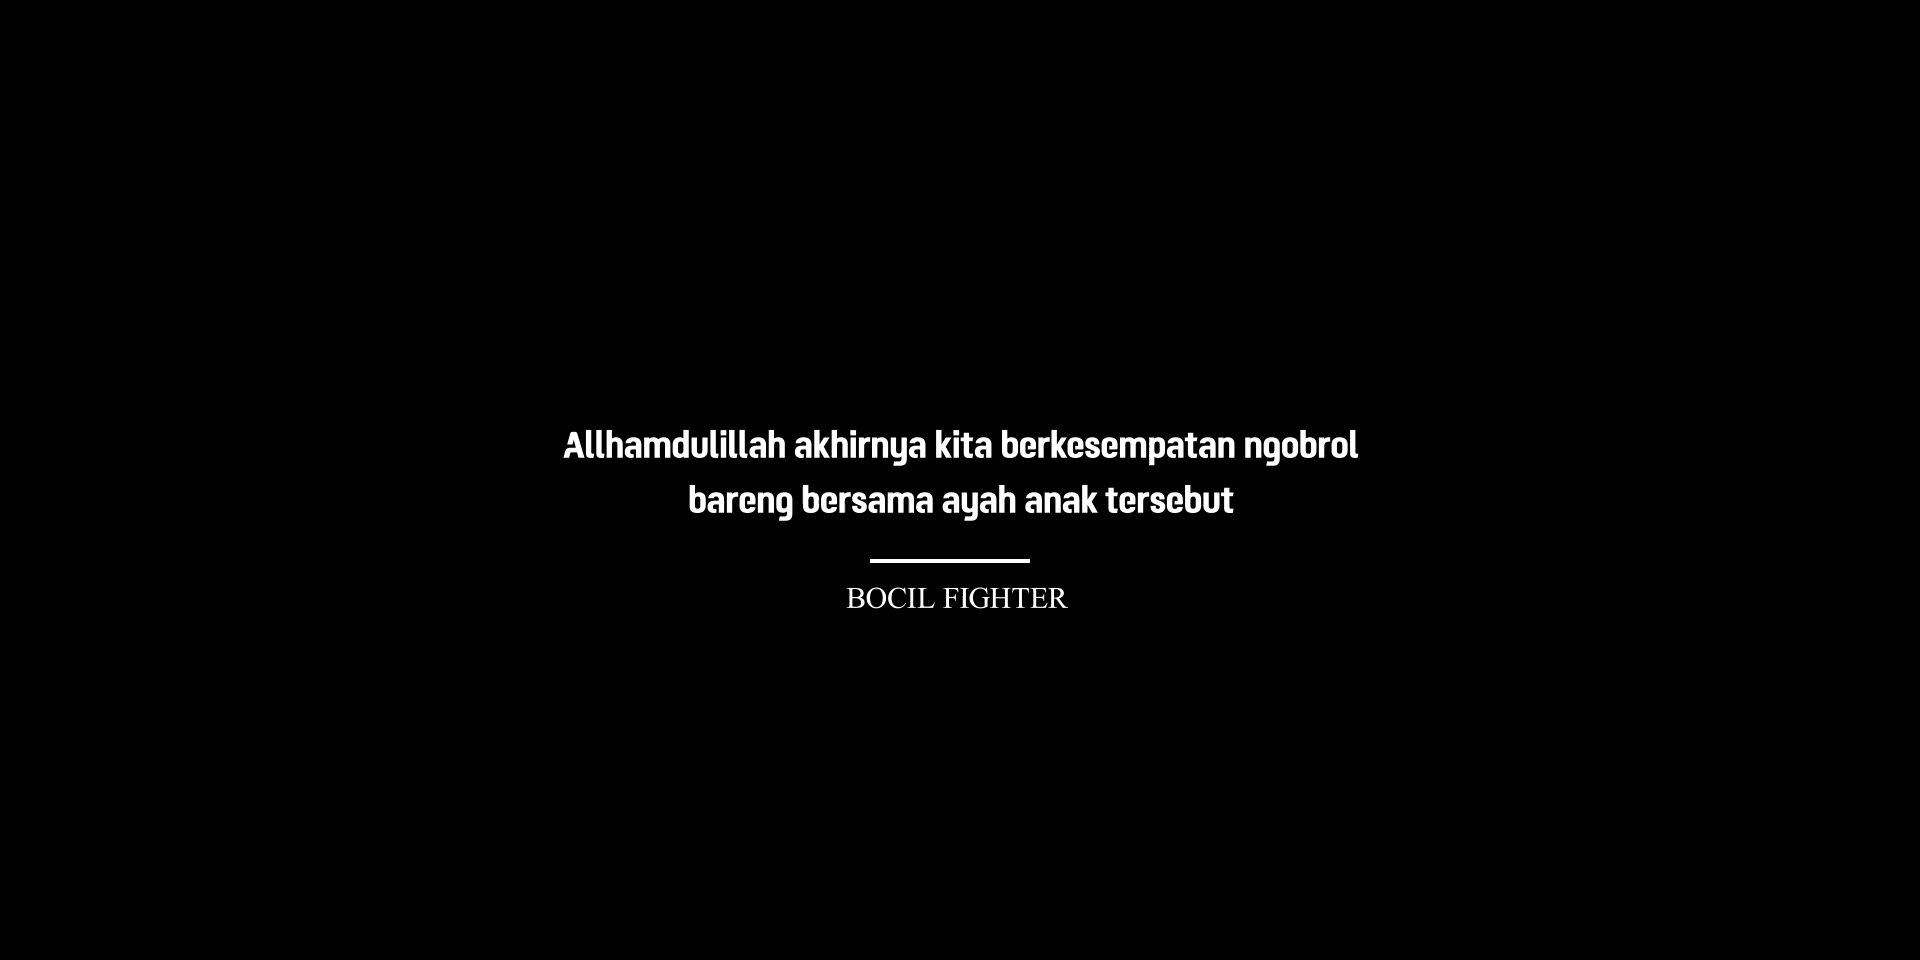 Allhamdulillah akhirnya kita berkesempatan ngobrol
bareng bersama ayah anak tersebut
BOCIL FIGHTER